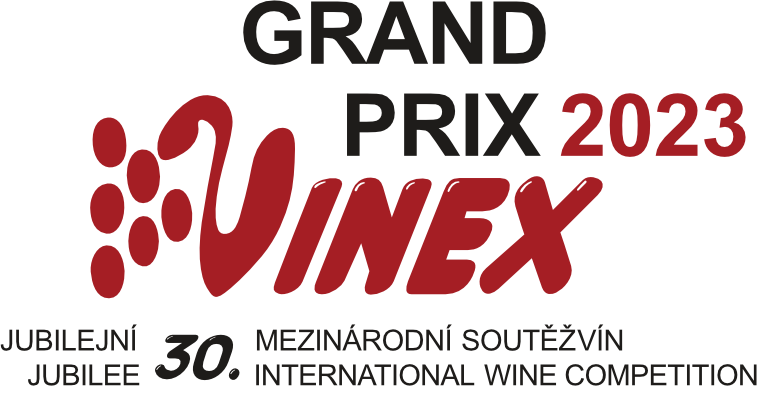 GRAND
PRIX 2023
VINEX
JUBILEJNÍ 30. MEZINÁRODNÍ SOUTĚŽVÍN
JUBILEE INTERNATIONAL WINE COMPETITION